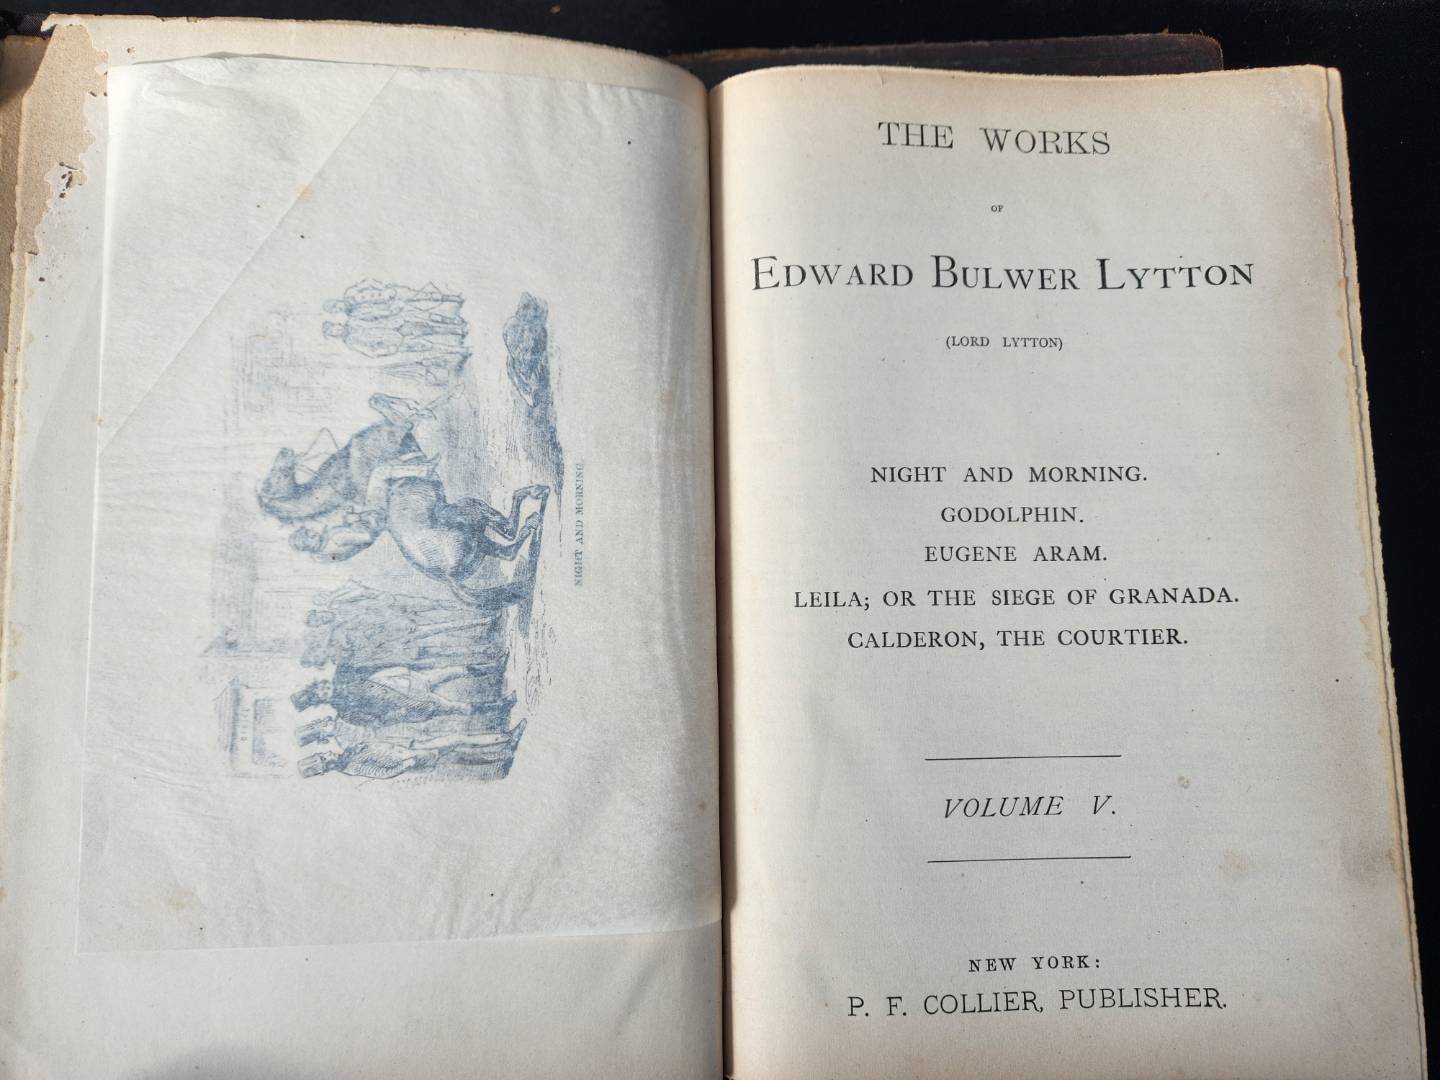 NIGHT AND MORNING.
THE WORKS
OF
EDWARD BULWER LYTTON
(LORD LYTTON)
NIGHT AND MORNING.
GODOLPHIN.
EUGENE ARAM.
LEILA; OR THE SIEGE OF GRANADA.
CALDERON, THE COURTIER.
VOLUME V.
NEW YORK:
P. F. COLLIER, PUBLISHER.